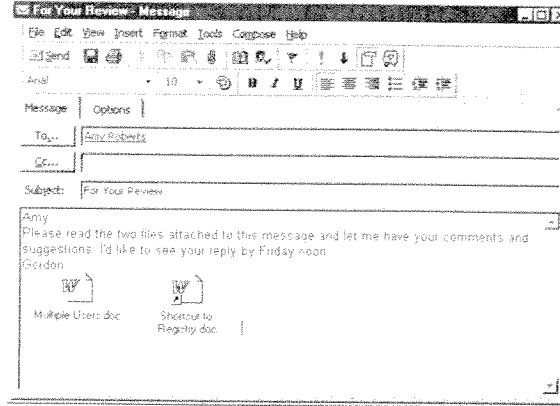 For Your Review - Message
File Edit View Insert Format Tools Compose Help
Send
Arial 10 B I U
Message Options
To... Amy Roberts
Cc...
Subject: For Your Review
Amy
Please read the two files attached to this message and let me have your comments and
suggestions. I'd like to see your reply by Friday noon.
Gordon
Multiple Users.doc Shortcut to
Registry.doc